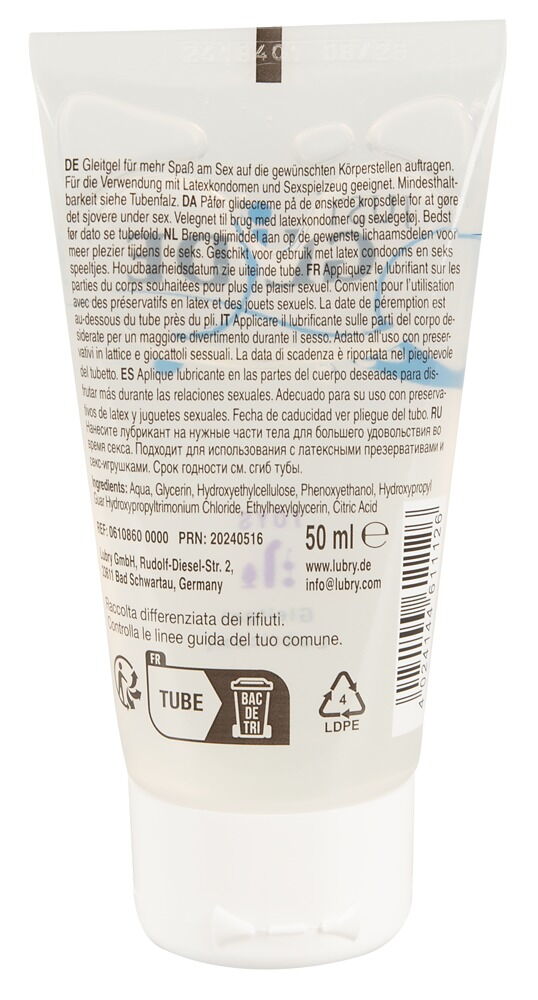 DE Gleitgel für mehr Spaß am Sex auf die gewünschten Körperstellen auftragen.
Für die Verwendung mit Latexkondomen und Sexspielzeug geeignet. Mindesthalt-
barkeit siehe Tubenfalz. DA Påfør glidecreme på de ønskede kropsdele for at gøre
det sjovere under sex. Velegnet til brug med latexkondomer og sexlegetøj. Bedst
før dato se tubefold. NL Breng glijmiddel aan op de gewenste lichaamsdelen voor
meer plezier tijdens de seks. Geschikt voor gebruik met latex condooms en seks
speeltjes. Houdbaarheidsdatum zie uiteinde tube. FR Appliquez le lubrifiant sur les
parties du corps souhaitées pour plus de plaisir sexuel. Convient pour l'utilisation
avec des préservatifs en latex et des jouets sexuels. La date de péremption est
au-dessous du tube près du pli. IT Applicare il lubrificante sulle parti del corpo de-
siderate per un maggiore divertimento durante il sesso. Adatto all'uso con preser-
vativi in lattice e giocattoli sessuali. La data di scadenza è riportata nel pieghevole
del tubetto. ES Aplique lubricante en las partes del cuerpo deseadas para dis-
frutar más durante las relaciones sexuales. Adecuado para su uso con preserva-
tivos de latex y juguetes sexuales. Fecha de caducidad ver pliegue del tubo. RU
Нанесите лубрикант на нужные части тела для большего удовольствия во
время секса. Подходит для использования с латексными презервативами и
секс-игрушками. Срок годности см. сгиб тубы.
Ingredients: Aqua, Glycerin, Hydroxyethylcellulose, Phenoxyethanol, Hydroxypropyl
Guar Hydroxypropyltrimonium Chloride, Ethylhexylglycerin, Citric Acid
REF: 0610860 0000 PRN: 20240516
50 ml ℮
Lubry GmbH, Rudolf-Diesel-Str. 2,
23611 Bad Schwartau, Germany
www.lubry.de
info@lubry.com
Raccolta differenziata dei rifiuti.
Controlla le linee guida del tuo comune.
FR
TUBE
BAC
DE
TRI
4
LDPE
4 024144 611126